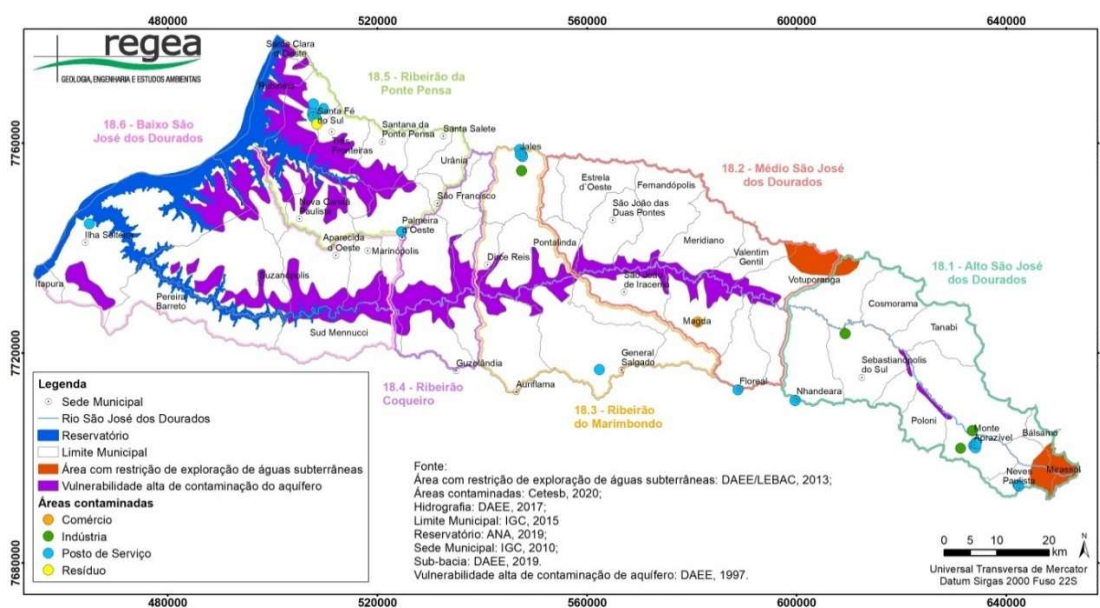 480000 520000 560000 600000 640000
regea
GEOLOGIA, ENGENHARIA E ESTUDOS AMBIENTAIS
Santa Clara
d'Oeste
Rubinéia
18.5 - Ribeirão da
Ponte Pensa
Santa Fé
do Sul
Três
Fronteiras
Santana da
Ponte Pensa
Santa Salete
Urânia
18.6 - Baixo São
José dos Dourados
7760000
7760000
Jales
18.2 - Médio São José
dos Dourados
Estrela
d'Oeste
Fernandópolis
São João das
Duas Pontes
Meridiano
Valentim
Gentil
Votuporanga
18.1 - Alto São José
dos Dourados
São Francisco
Nova Canaã
Paulista
Palmeira
d'Oeste
Aparecida
d'Oeste
Marinópolis
Ilha Solteira
Itapura
Pereira
Barreto
Suzanápolis
Sud Mennucci
Dirce Reis
Pontalinda
São João
de Iracema
Magda
Cosmorama
Tanabi
Sebastianópolis
do Sul
7720000
7720000
Guzolândia
General
Salgado
Auriflama
Floreal
Nhandeara
18.4 - Ribeirão
Coqueiro
18.3 - Ribeirão
do Marimbondo
Poloni
Monte
Aprazível
Bálsamo
Neves
Paulista
Mirassol
Legenda
Sede Municipal
Rio São José dos Dourados
Reservatório
Limite Municipal
Área com restrição de exploração de águas subterrâneas
Vulnerabilidade alta de contaminação do aquífero
Áreas contaminadas
Comércio
Indústria
Posto de Serviço
Resíduo
Fonte:
Área com restrição de exploração de águas subterrâneas: DAEE/LEBAC, 2013;
Áreas contaminadas: Cetesb, 2020;
Hidrografia: DAEE, 2017;
Limite Municipal: IGC, 2015
Reservatório: ANA, 2019;
Sede Municipal: IGC, 2010;
Sub-bacia: DAEE, 2019.
Vulnerabilidade alta de contaminação de aquífero: DAEE, 1997.
0 5 10 20
km
N
Universal Transversa de Mercator
Datum Sirgas 2000 Fuso 22S
7680000
7680000
480000 520000 560000 600000 640000